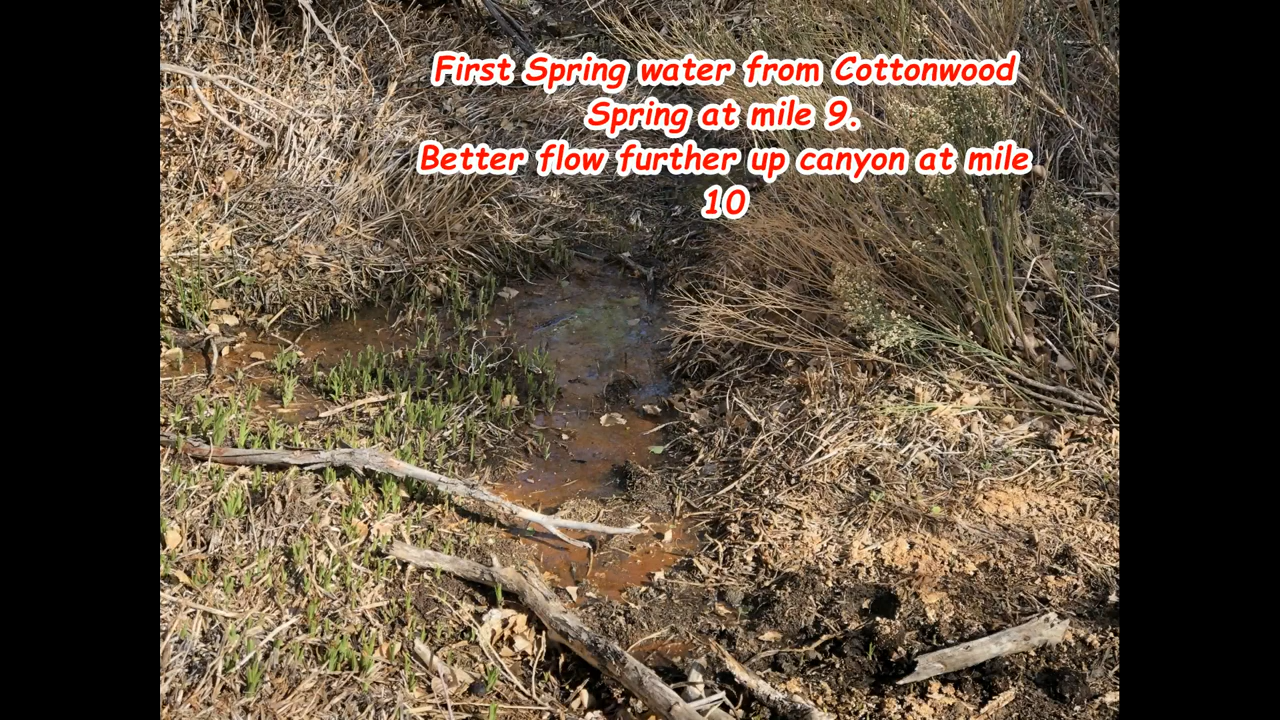 First Spring water from Cottonwood
Spring at mile 9.
Better flow further up canyon at mile
10